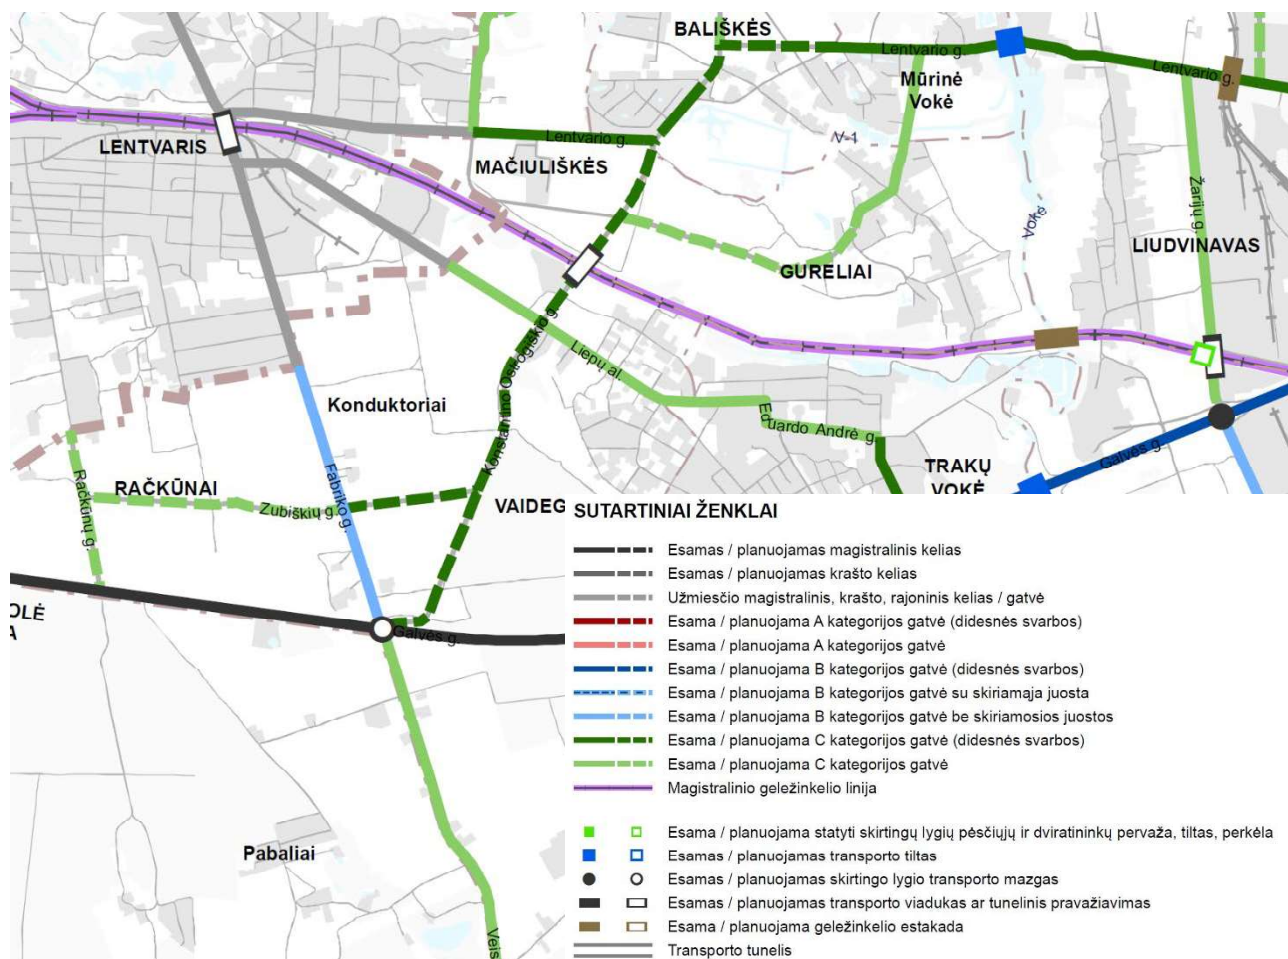 BALIŠKĖS
Lentvario g.
Mūrinė
Vokė
Lentvario g.
LENTVARIS
Lentvario g.
MAČIULIŠKĖS
V-1
Vokė
Žarijų g.
LIUDVINAVAS
GURELIAI
Konstantino Ostrogiškio g.
Liepų al.
Konduktoriai
Eduardo Andrė g.
Galvės g.
TRAKŲ
VOKĖ
RAČKŪNAI
Račkūnų g.
Zubiškių g.
Fabriko g.
VAIDEG
OLĖ
A
Galvės g.
Pabaliai
Veis
SUTARTINIAI ŽENKLAI
Esamas / planuojamas magistralinis kelias
Esamas / planuojamas krašto kelias
Užmiesčio magistralinis, krašto, rajoninis kelias / gatvė
Esama / planuojama A kategorijos gatvė (didesnės svarbos)
Esama / planuojama A kategorijos gatvė
Esama / planuojama B kategorijos gatvė (didesnės svarbos)
Esama / planuojama B kategorijos gatvė su skiriamąja juosta
Esama / planuojama B kategorijos gatvė be skiriamosios juostos
Esama / planuojama C kategorijos gatvė (didesnės svarbos)
Esama / planuojama C kategorijos gatvė
Magistralinio geležinkelio linija
Esama / planuojama statyti skirtingų lygių pėsčiųjų ir dviratininkų pervaža, tiltas, perkėla
Esamas / planuojamas transporto tiltas
Esamas / planuojamas skirtingo lygio transporto mazgas
Esamas / planuojamas transporto viadukas ar tunelinis pravažiavimas
Esama / planuojama geležinkelio estakada
Transporto tunelis